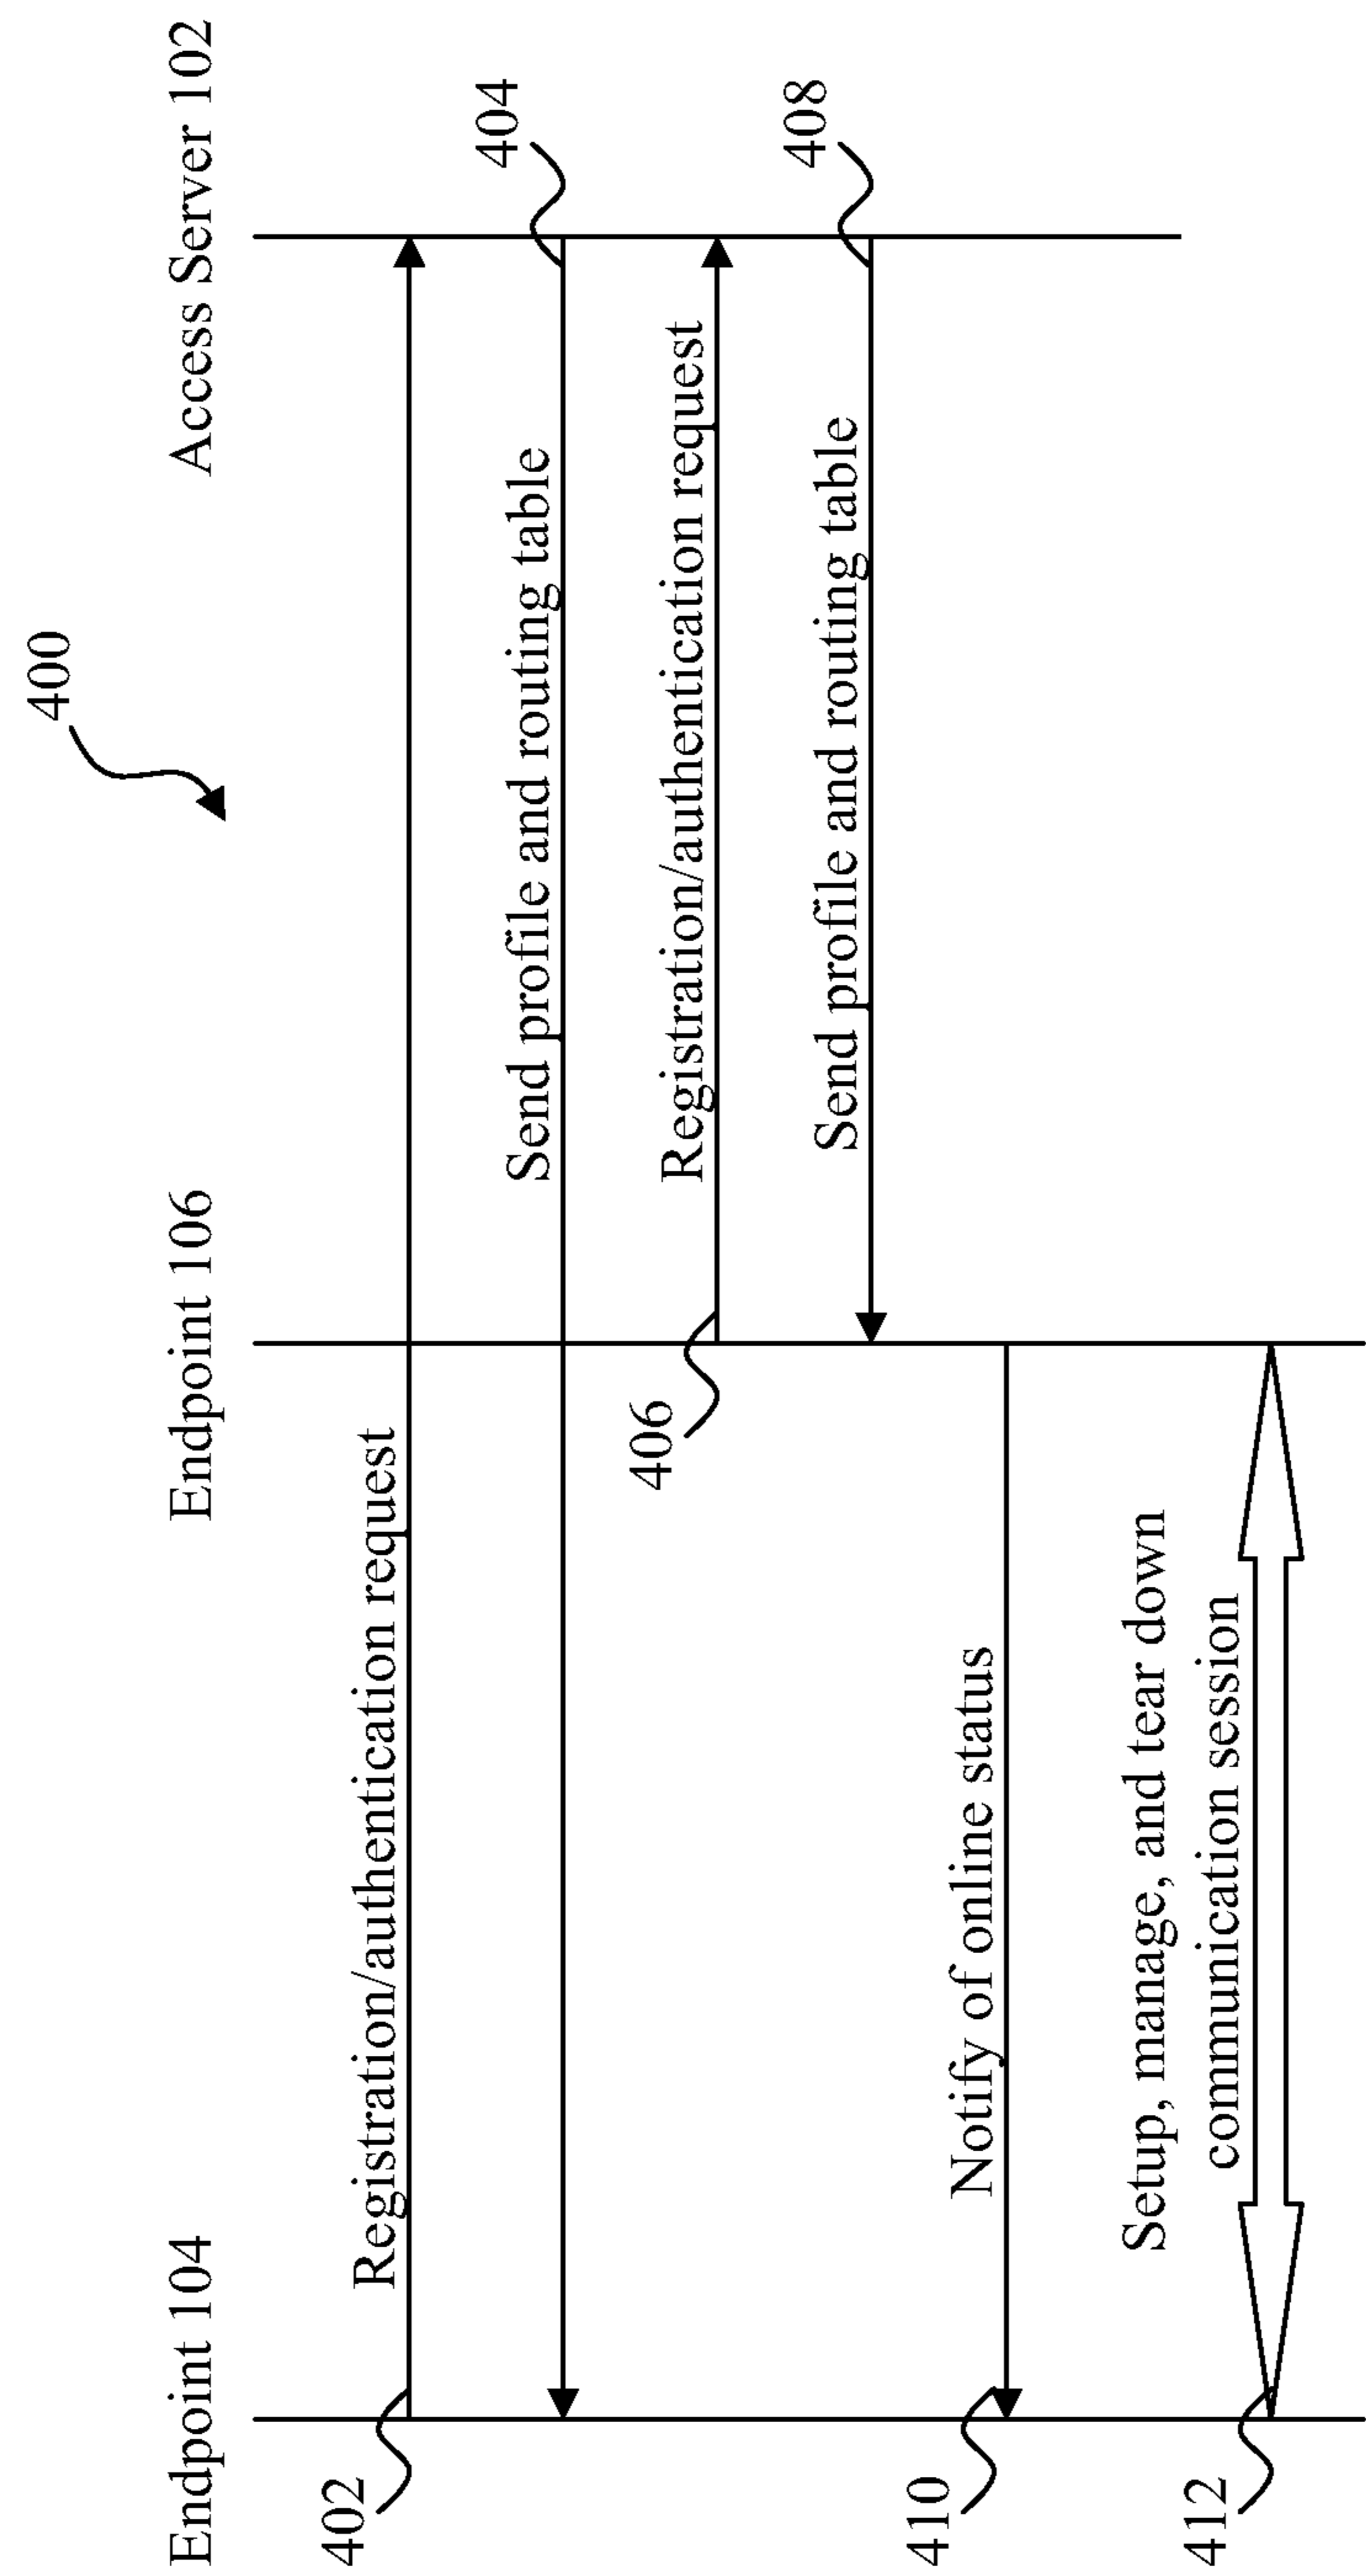 400
Endpoint 104
Endpoint 106
Access Server 102
402
Registration/authentication request
404
Send profile and routing table
406
Registration/authentication request
408
Send profile and routing table
410
Notify of online status
412
Setup, manage, and tear down
communication session